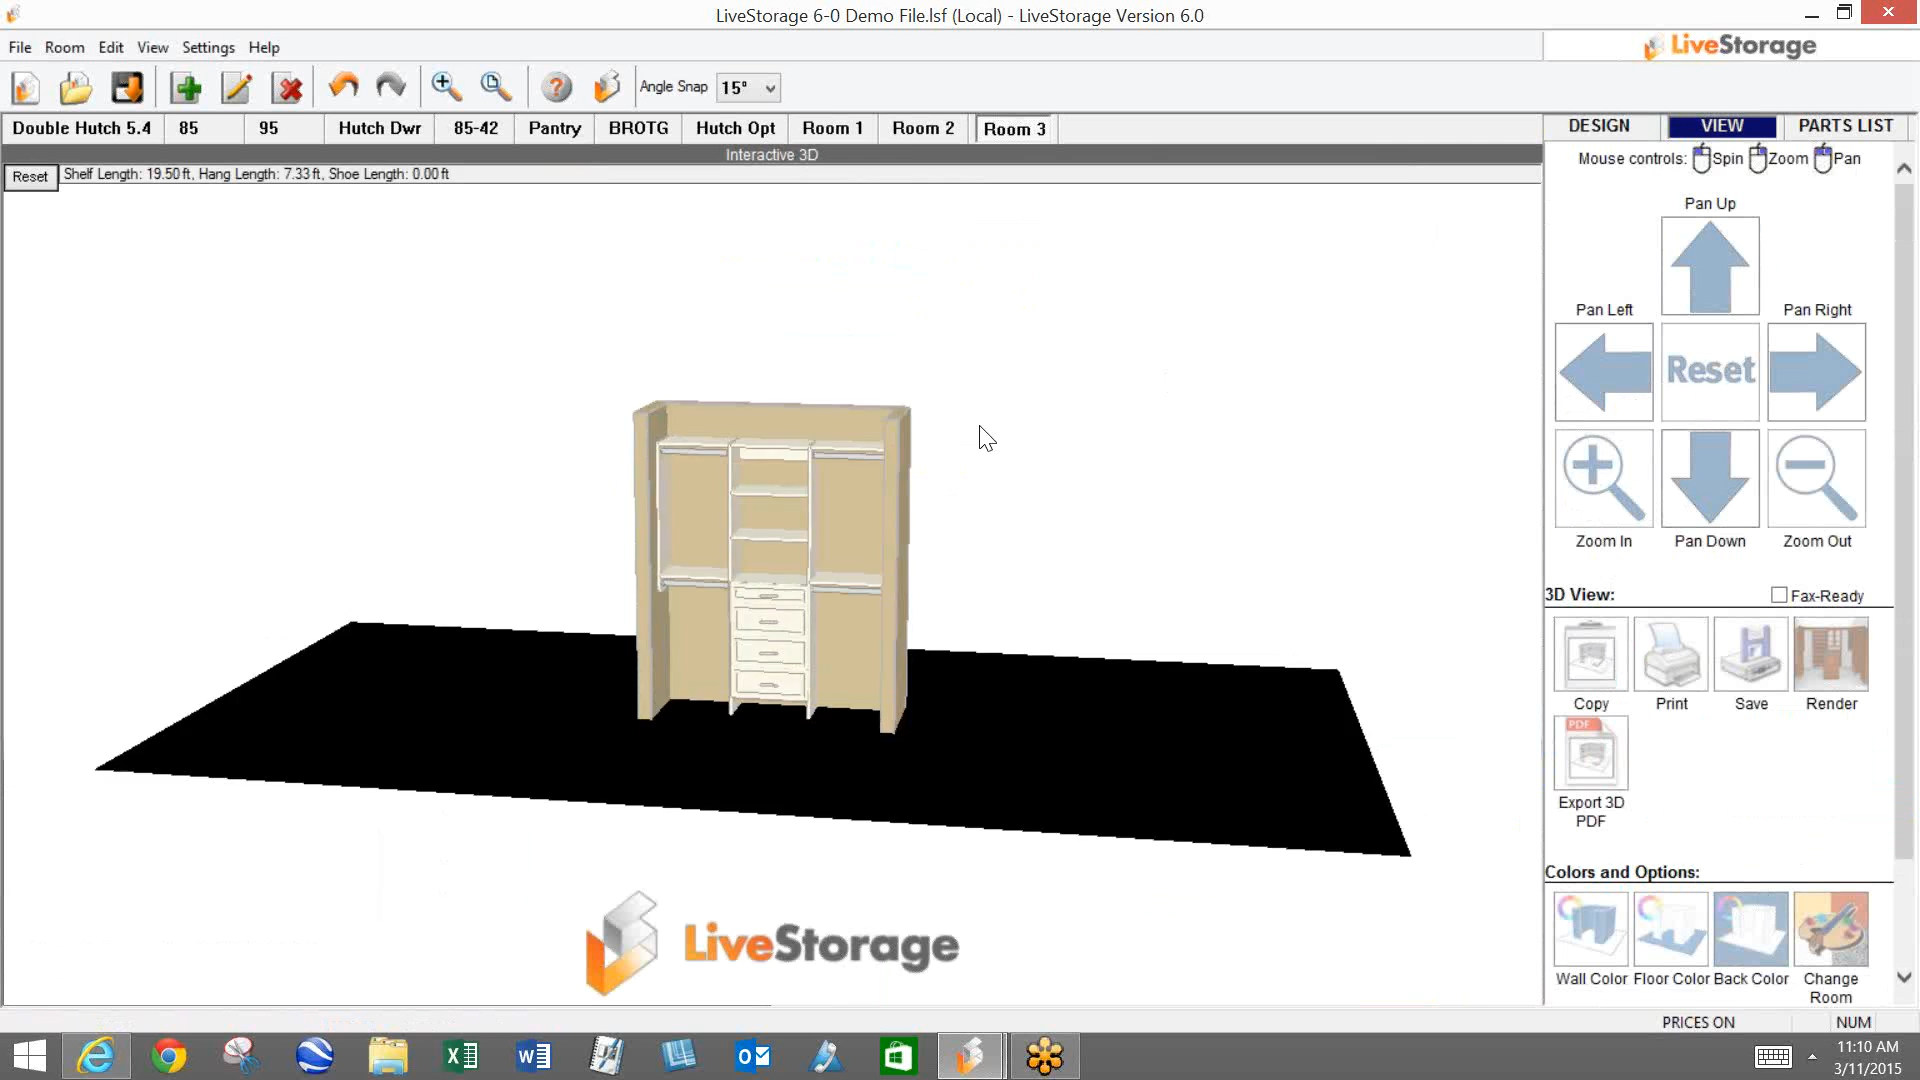 LiveStorage 6-0 Demo File.lsf (Local) - LiveStorage Version 6.0
File Room Edit View Settings Help
LiveStorage
Angle Snap 15°
Double Hutch 5.4 85 95 Hutch Dwr 85-42 Pantry BROTG Hutch Opt Room 1 Room 2 Room 3
DESIGN VIEW PARTS LIST
Interactive 3D
Reset Shelf Length: 19.50 ft, Hang Length: 7.33 ft, Shoe Length: 0.00 ft
Mouse controls: Spin Zoom Pan
Pan Up
Pan Left Pan Right
Reset
Zoom In Pan Down Zoom Out
3D View: Fax-Ready
Copy Print Save Render
PDF
Export 3D
PDF
Colors and Options:
Wall Color Floor Color Back Color Change
Room
LiveStorage
PRICES ON NUM
11:10 AM
3/11/2015